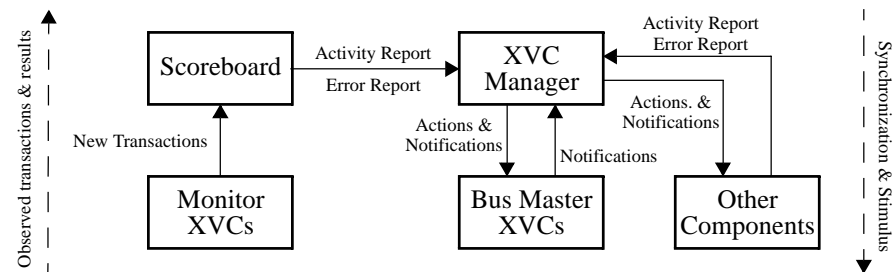 Observed transactions & results
Scoreboard
Activity Report
Error Report
XVC
Manager
Activity Report
Error Report
New Transactions
Actions &
Notifications
Notifications
Actions. &
Notifications
Monitor
XVCs
Bus Master
XVCs
Other
Components
Synchronization & Stimulus